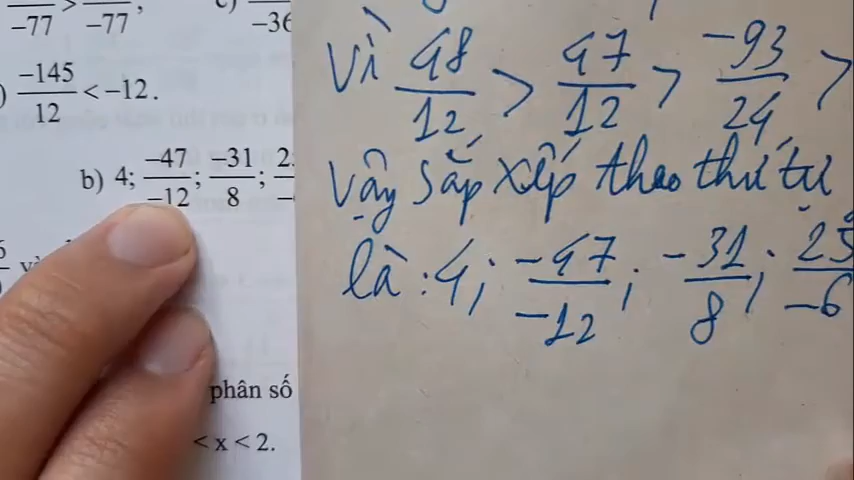 -77 > -77 ;
-36
-145/12 < -12.
b) 4; -47/-12; -31/8; 2
phân số
< x < 2.
Vì 48/12 > 47/12 > -93/24 >
Vậy sắp xếp theo thứ tự
là : 4; -47/-12; -31/8; 25/-6